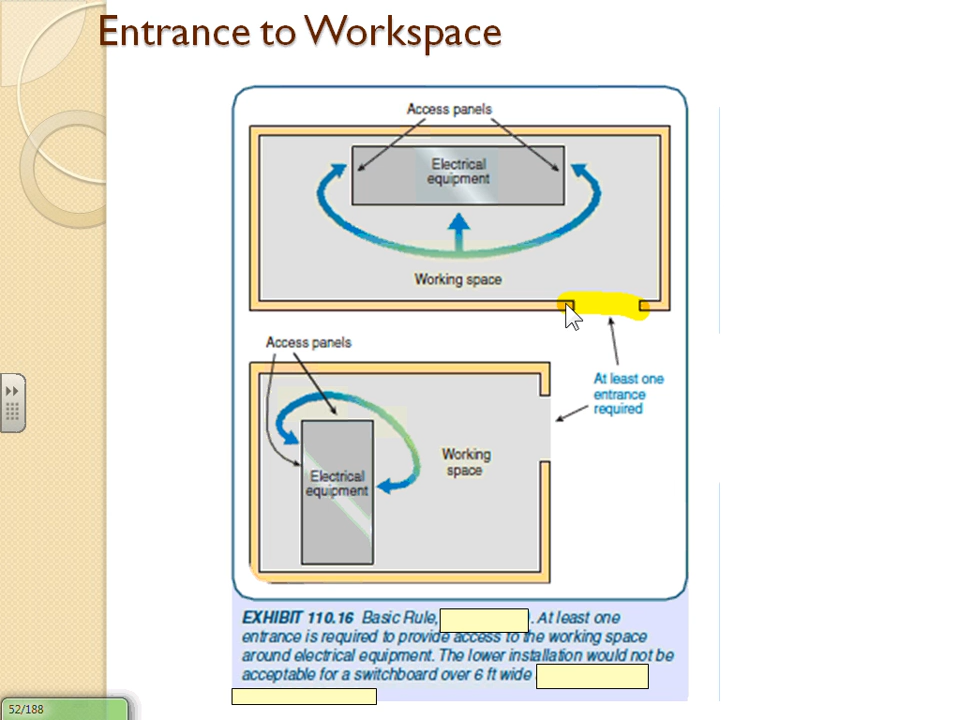 Entrance to Workspace
Access panels
Electrical
equipment
Working space
Access panels
At least one
entrance
required
Working
space
Electrical
equipment
EXHIBIT 110.16 Basic Rule, . At least one
entrance is required to provide access to the working space
around electrical equipment. The lower installation would not be
acceptable for a switchboard over 6 ft wide
52/188